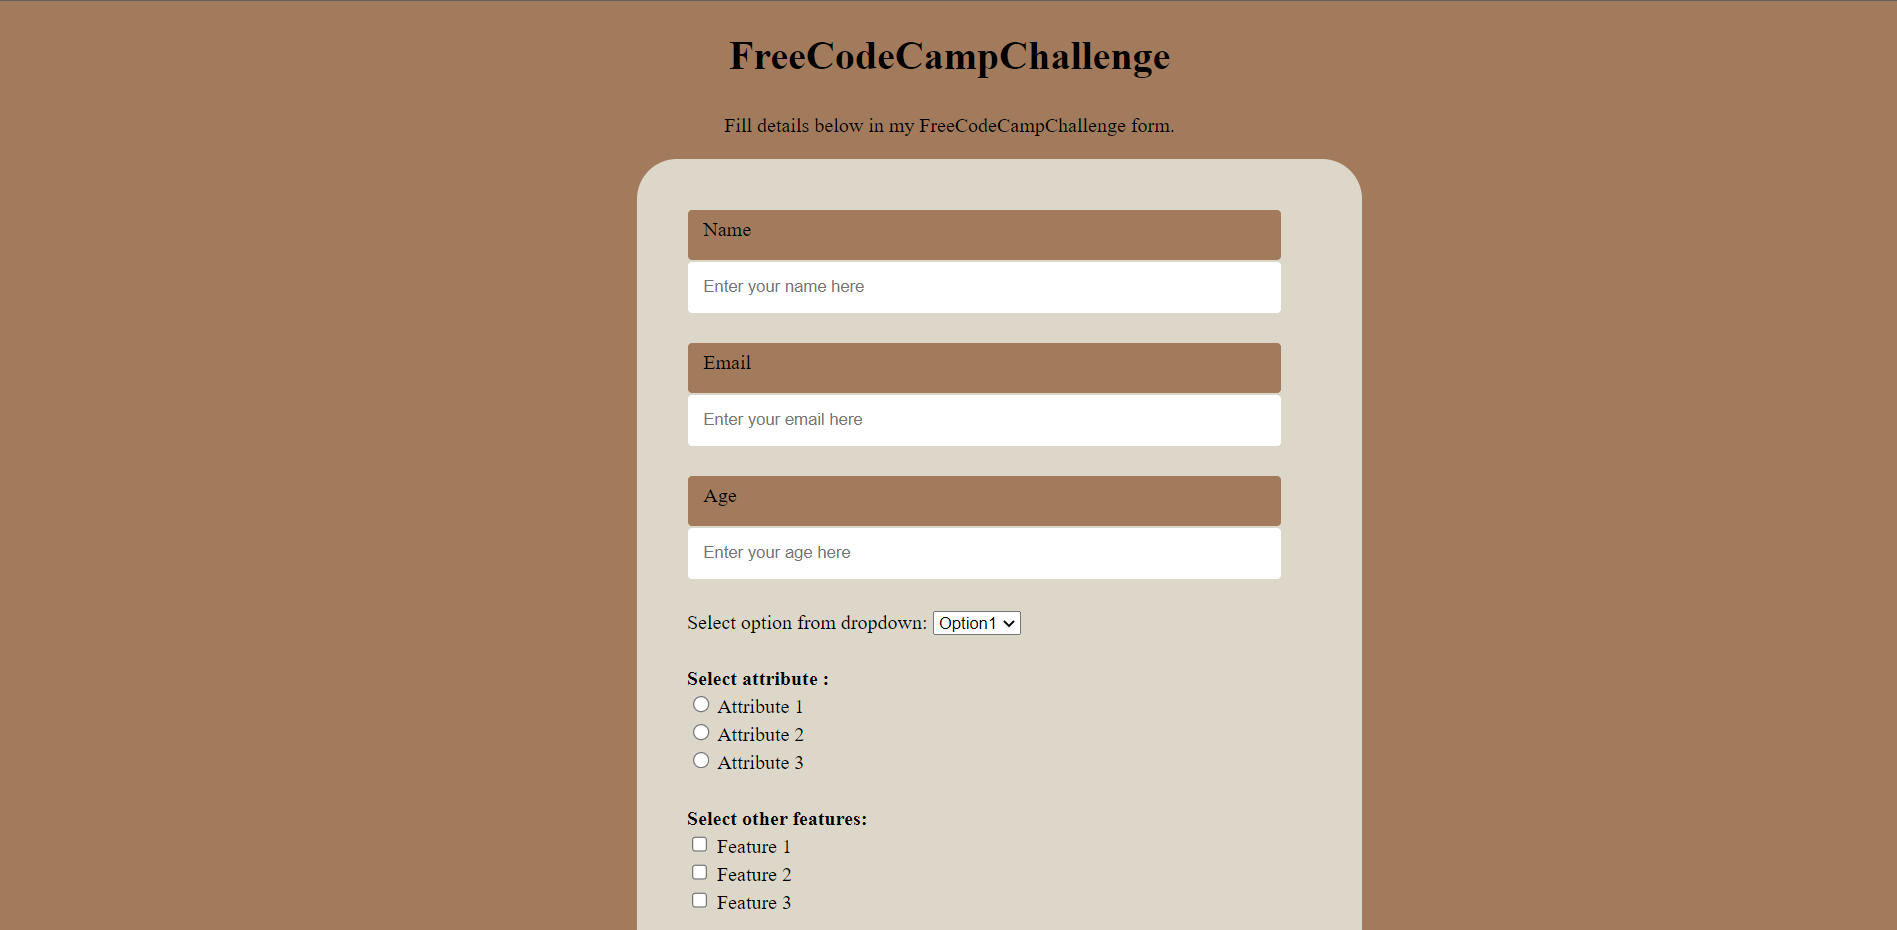 FreeCodeCampChallenge
Fill details below in my FreeCodeCampChallenge form.
Name
Enter your name here
Email
Enter your email here
Age
Enter your age here
Select option from dropdown: Option1
Select attribute :
Attribute 1
Attribute 2
Attribute 3
Select other features:
Feature 1
Feature 2
Feature 3